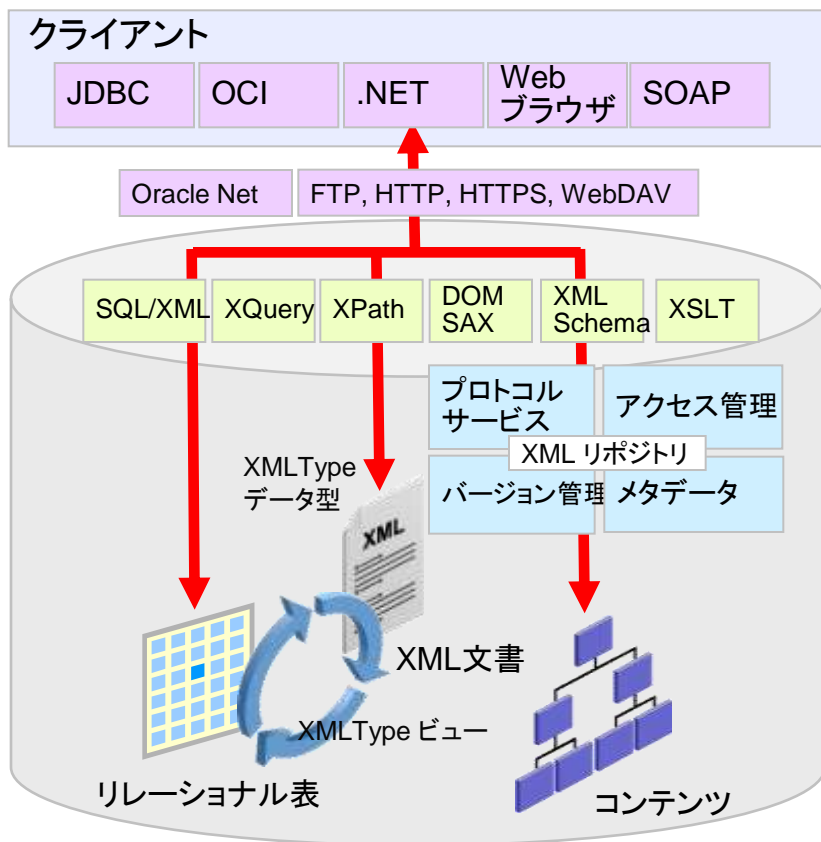 クライアント
JDBC
OCI
.NET
Web
ブラウザ
SOAP
Oracle Net
FTP, HTTP, HTTPS, WebDAV
SQL/XML
XQuery
XPath
DOM
SAX
XML
Schema
XSLT
プロトコル
サービス
アクセス管理
XML リポジトリ
バージョン管理
メタデータ
XMLType
データ型
XML
XML文書
XMLType ビュー
リレーショナル表
コンテンツ